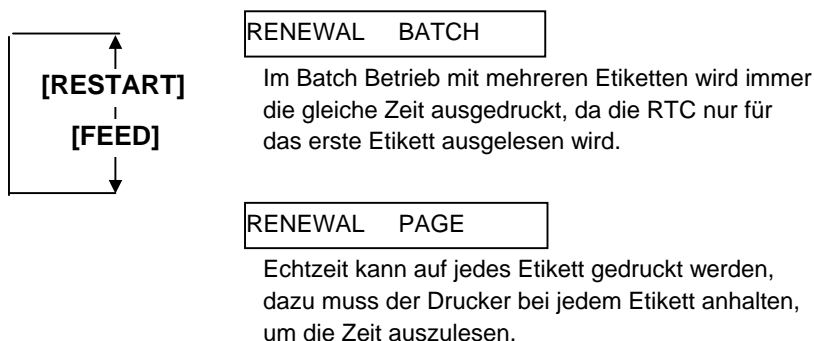 RENEWAL BATCH
[RESTART]
[FEED]
Im Batch Betrieb mit mehreren Etiketten wird immer
die gleiche Zeit ausgedruckt, da die RTC nur für
das erste Etikett ausgelesen wird.
RENEWAL PAGE
Echtzeit kann auf jedes Etikett gedruckt werden,
dazu muss der Drucker bei jedem Etikett anhalten,
um die Zeit auszulesen.